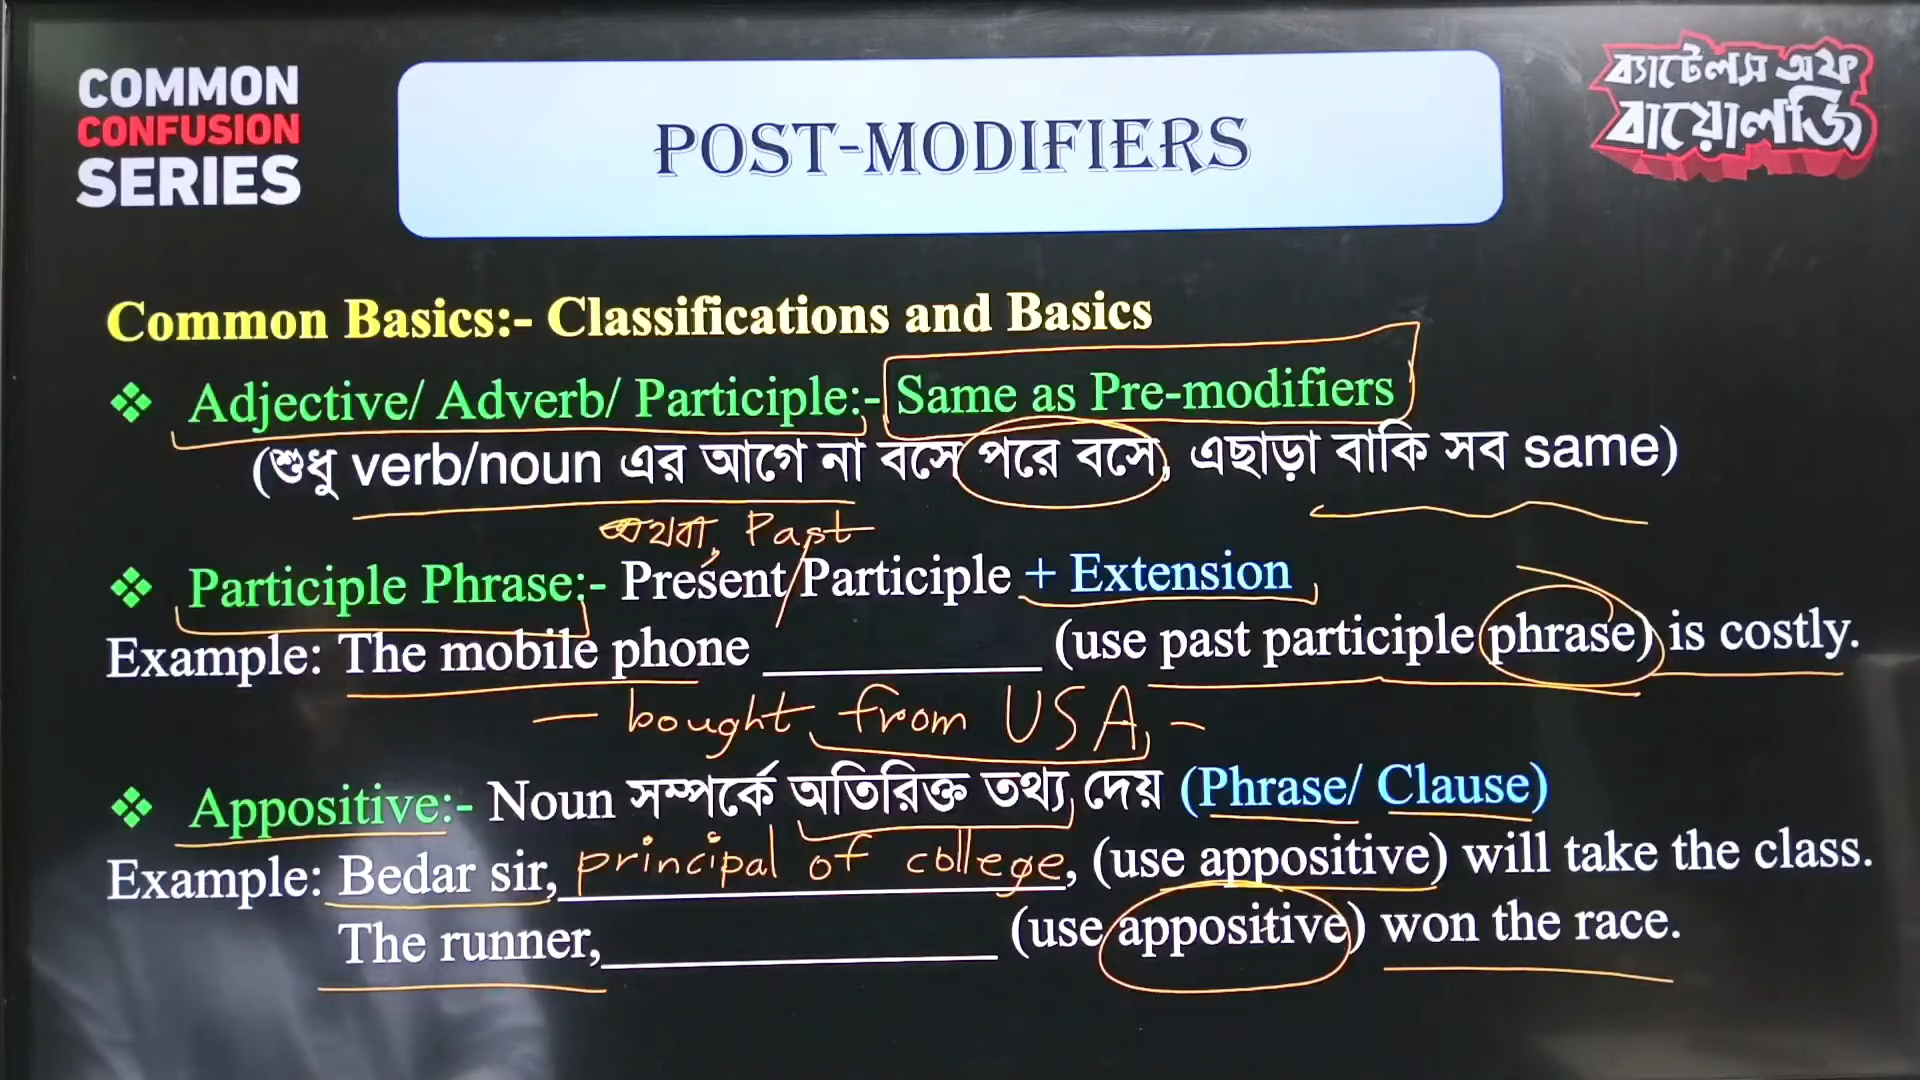 COMMON
CONFUSION
SERIES
POST-MODIFIERS
ব্যাটেলস অফ
বায়োলজি
Common Basics:- Classifications and Basics
❖ Adjective/ Adverb/ Participle:- Same as Pre-modifiers
(শুধু verb/noun এর আগে না বসে পরে বসে, এছাড়া বাকি সব same)
অথবা, Past
❖ Participle Phrase:- Present/Participle + Extension
Example: The mobile phone __________ (use past participle phrase) is costly.
— bought from USA —
❖ Appositive:- Noun সম্পর্কে অতিরিক্ত তথ্য দেয় (Phrase/ Clause)
Example: Bedar sir, principal of college, (use appositive) will take the class.
The runner,______________ (use appositive) won the race.